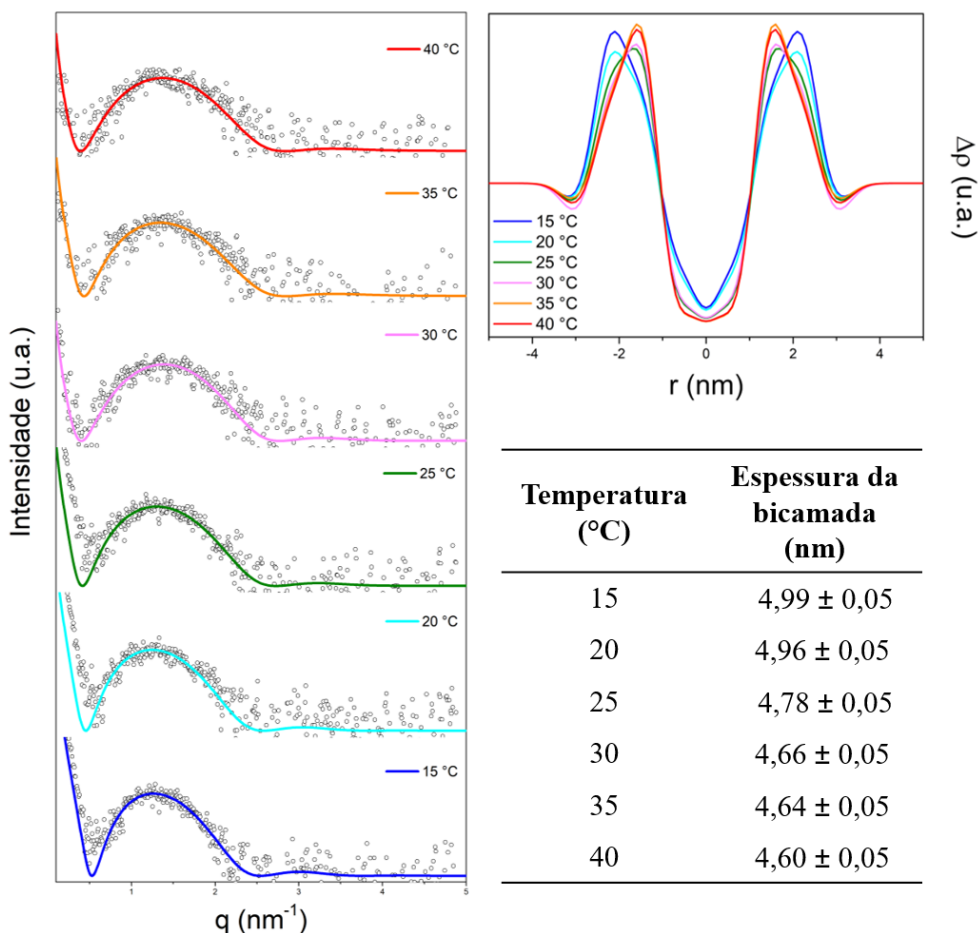 Intensidade (u.a.)
40 °C
35 °C
30 °C
25 °C
20 °C
15 °C
1 2 3 4 5
q (nm⁻¹)
15 °C
20 °C
25 °C
30 °C
35 °C
40 °C
-4 -2 0 2 4
r (nm)
Δρ (u.a.)
Temperatura (°C) Espessura da bicamada (nm)
15 4,99 ± 0,05
20 4,96 ± 0,05
25 4,78 ± 0,05
30 4,66 ± 0,05
35 4,64 ± 0,05
40 4,60 ± 0,05